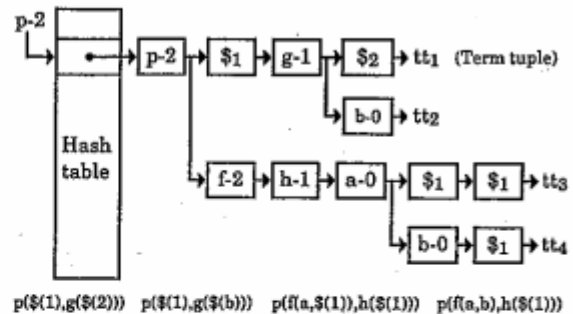 p-2
p-2 $1 g-1 $2 tt1 (Term tuple)
b-0 tt2
Hash
table
f-2 h-1 a-0 $1 $1 tt3
b-0 $1 tt4
p($(1),g($(2))) p($(1),g($(b))) p(f(a,$(1)),h($(1))) p(f(a,b),h($(1)))